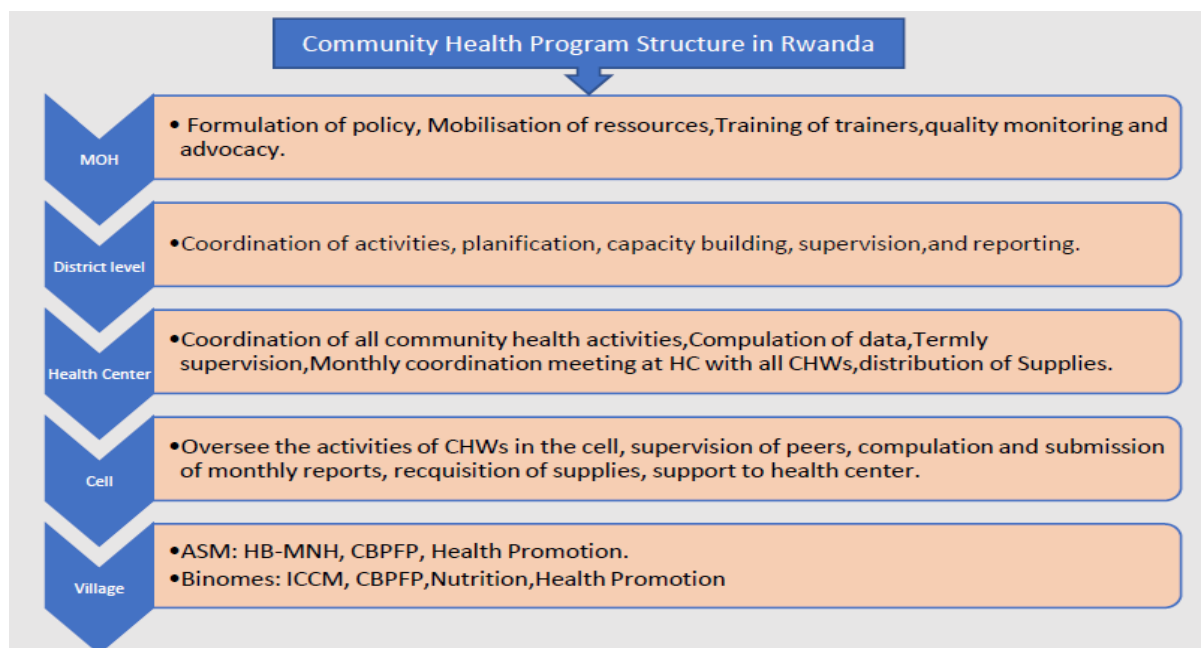 Community Health Program Structure in Rwanda
MOH
• Formulation of policy, Mobilisation of ressources,Training of trainers,quality monitoring and
advocacy.
District level
•Coordination of activities, planification, capacity building, supervision,and reporting.
Health Center
•Coordination of all community health activities,Compulation of data,Termly
supervision,Monthly coordination meeting at HC with all CHWs,distribution of Supplies.
Cell
•Oversee the activities of CHWs in the cell, supervision of peers, compulation and submission
of monthly reports, recquisition of supplies, support to health center.
Village
•ASM: HB-MNH, CBPFP, Health Promotion.
•Binomes: ICCM, CBPFP,Nutrition,Health Promotion